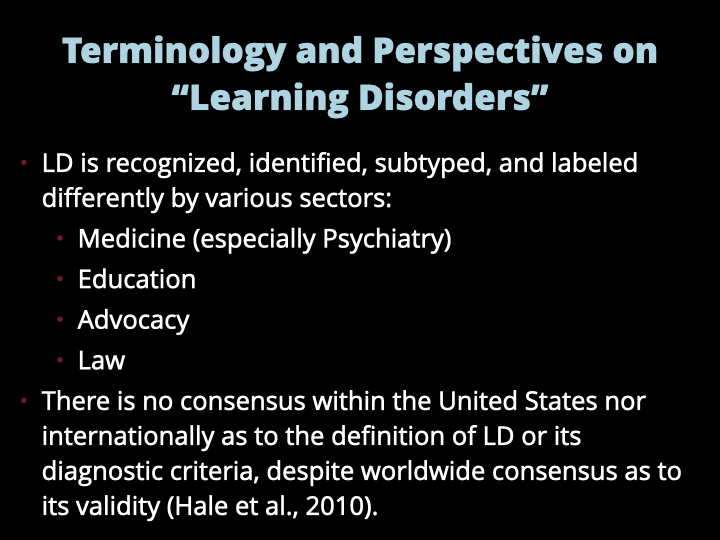 Terminology and Perspectives on
“Learning Disorders”
• LD is recognized, identified, subtyped, and labeled
differently by various sectors:
• Medicine (especially Psychiatry)
• Education
• Advocacy
• Law
• There is no consensus within the United States nor
internationally as to the definition of LD or its
diagnostic criteria, despite worldwide consensus as to
its validity (Hale et al., 2010).